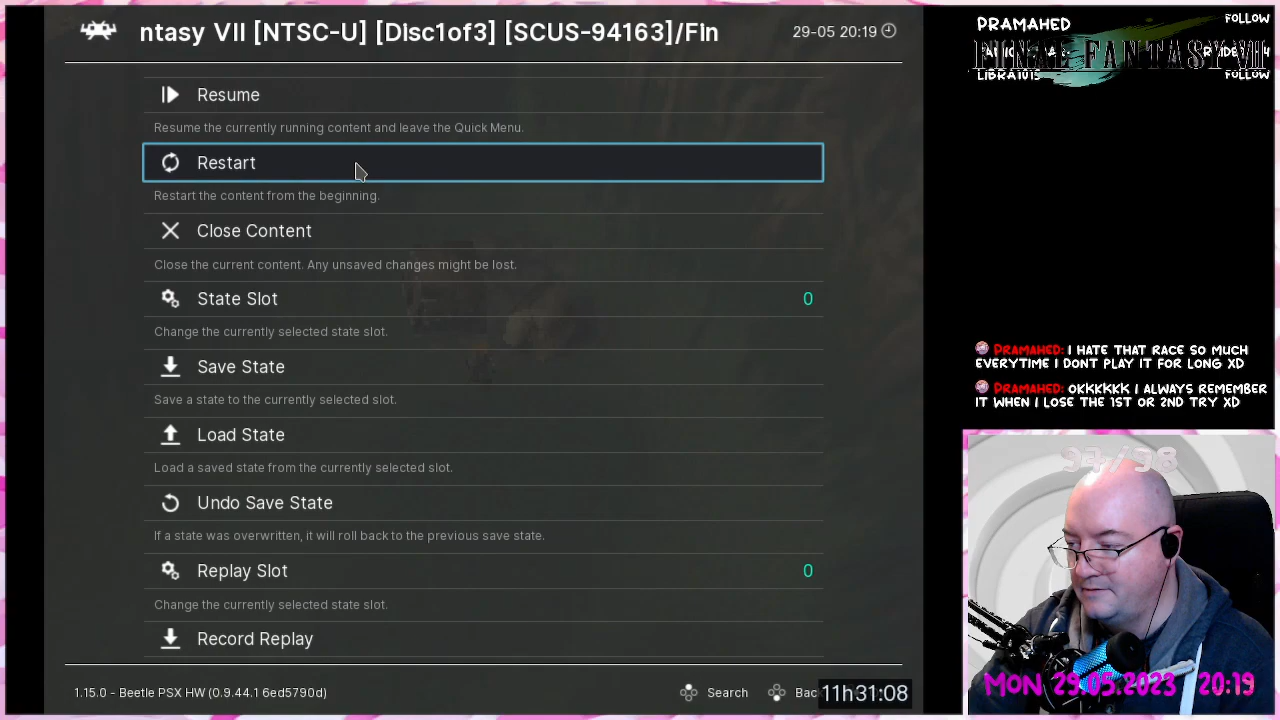 ntasy VII [NTSC-U] [Disc1of3] [SCUS-94163]/Fin
29-05 20:19
Resume
Resume the currently running content and leave the Quick Menu.
Restart
Restart the content from the beginning.
Close Content
Close the current content. Any unsaved changes might be lost.
State Slot 0
Change the currently selected state slot.
Save State
Save a state to the currently selected slot.
Load State
Load a saved state from the currently selected slot.
Undo Save State
If a state was overwritten, it will roll back to the previous save state.
Replay Slot 0
Change the currently selected state slot.
Record Replay
1.15.0 - Beetle PSX HW (0.9.44.1 6ed5790d)
Search
Bac
11h31:08
PRAMAHED
FOLLOW
FINAL FANTASY VII
LIBRA1015
FOLLOW
PRAMAHED: I HATE THAT RACE SO MUCH
EVERYTIME I DONT PLAY IT FOR LONG XD
PRAMAHED: OKKKKKK I ALWAYS REMEMBER
IT WHEN I LOSE THE 1ST OR 2ND TRY XD
MON 29.05.2023 20:19